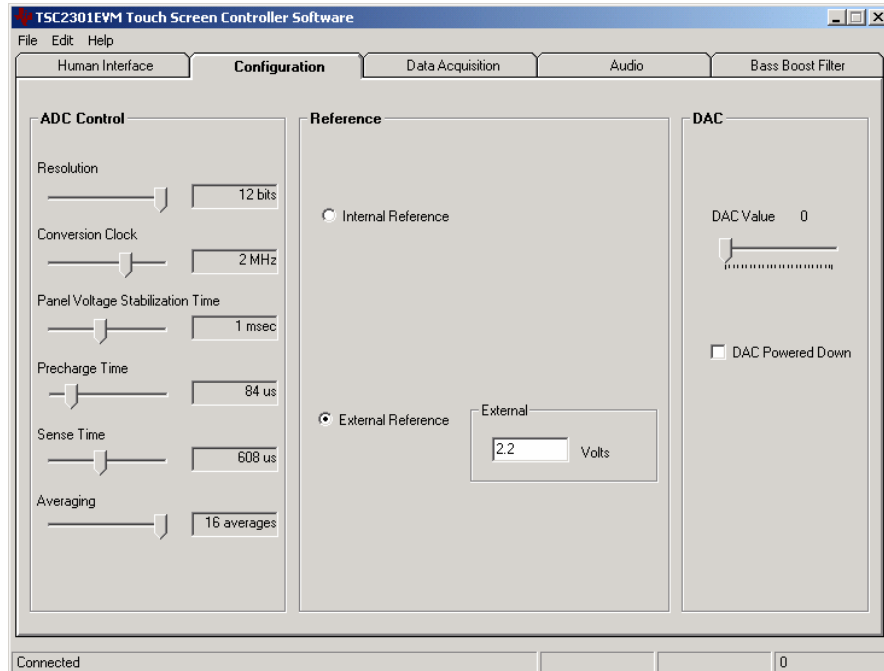 TSC2301EVM Touch Screen Controller Software
File Edit Help
Human Interface Configuration Data Acquisition Audio Bass Boost Filter
ADC Control
Resolution
12 bits
Conversion Clock
2 MHz
Panel Voltage Stabilization Time
1 msec
Precharge Time
84 us
Sense Time
608 us
Averaging
16 averages
Reference
Internal Reference
External Reference
External
2.2 Volts
DAC
DAC Value 0
DAC Powered Down
Connected 0